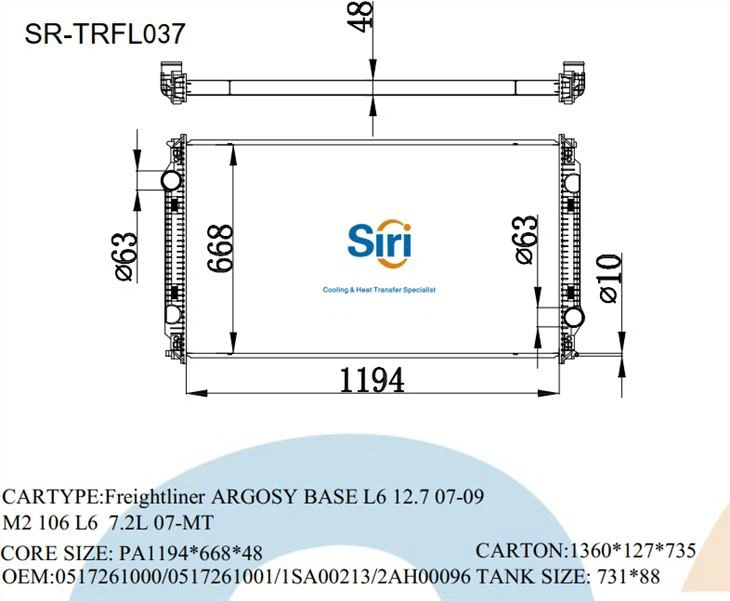 SR-TRFL037
48
ø63
668
Siri
Cooling & Heat Transfer Specialist
ø63
ø10
1194
CARTYPE:Freightliner ARGOSY BASE L6 12.7 07-09
M2 106 L6 7.2L 07-MT
CORE SIZE: PA1194*668*48
CARTON:1360*127*735
OEM:0517261000/0517261001/1SA00213/2AH00096 TANK SIZE: 731*88